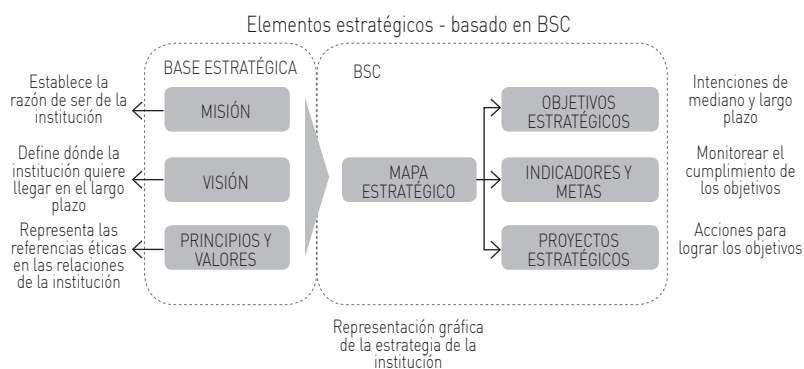 Elementos estratégicos - basado en BSC
BASE ESTRATÉGICA
Establece la
razón de ser de la
institución
MISIÓN
Define dónde la
institución quiere
llegar en el largo
plazo
VISIÓN
Representa las
referencias éticas
en las relaciones
de la institución
PRINCIPIOS Y
VALORES
BSC
MAPA
ESTRATÉGICO
OBJETIVOS
ESTRATÉGICOS
Intenciones de
mediano y largo
plazo
INDICADORES Y
METAS
Monitorear el
cumplimiento de
los objetivos
PROYECTOS
ESTRATÉGICOS
Acciones para
lograr los objetivos
Representación gráfica
de la estrategia de la
institución